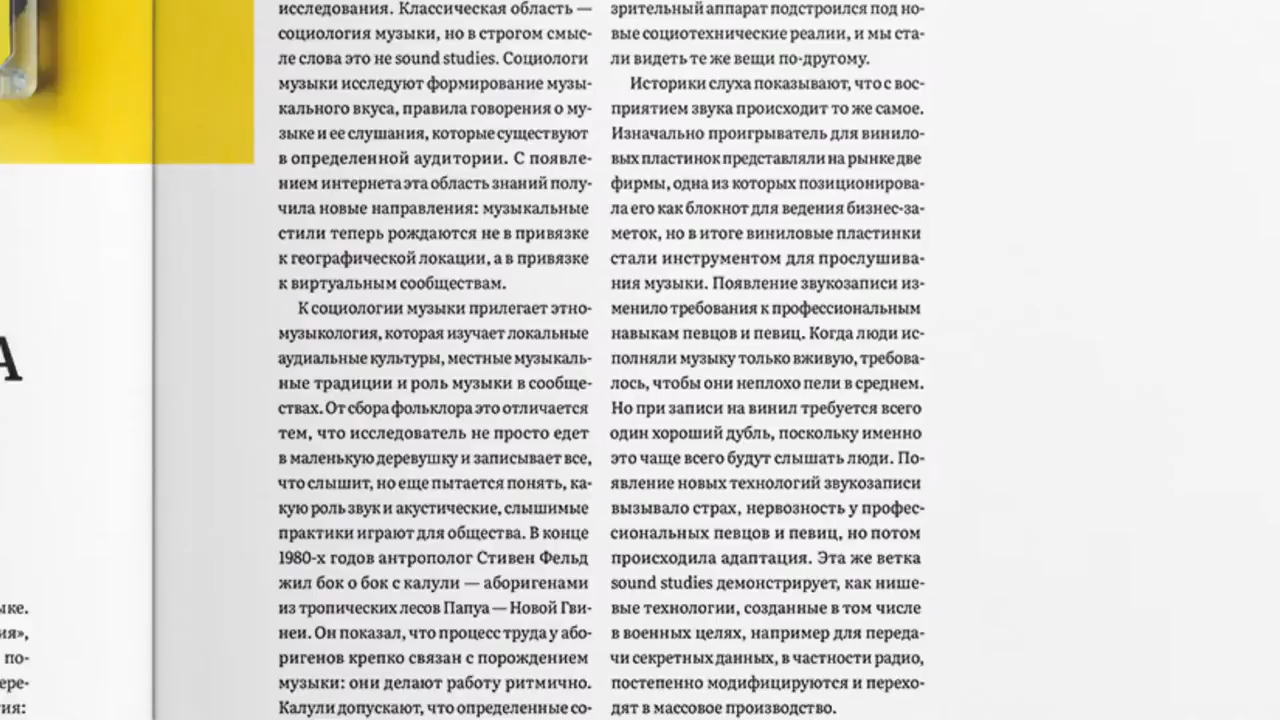 А
ыке.
ия»,
по-
ере-
гия:
исследования. Классическая область —
социология музыки, но в строгом смыс-
ле слова это не sound studies. Социологи
музыки исследуют формирование музы-
кального вкуса, правила говорения о му-
зыке и ее слушания, которые существуют
в определенной аудитории. С появле-
нием интернета эта область знаний полу-
чила новые направления: музыкальные
стили теперь рождаются не в привязке
к географической локации, а в привязке
к виртуальным сообществам.
К социологии музыки прилегает этно-
музыкология, которая изучает локальные
аудиальные культуры, местные музыкаль-
ные традиции и роль музыки в сообще-
ствах. От сбора фольклора это отличается
тем, что исследователь не просто едет
в маленькую деревушку и записывает все,
что слышит, но еще пытается понять, ка-
кую роль звук и акустические, слышимые
практики играют для общества. В конце
1980-х годов антрополог Стивен Фельд
жил бок о бок с калули — аборигенами
из тропических лесов Папуа — Новой Гви-
неи. Он показал, что процесс труда у або-
ригенов крепко связан с порождением
музыки: они делают работу ритмично.
Калули допускают, что определенные со-
зрительный аппарат подстроился под но-
вые социотехнические реалии, и мы ста-
ли видеть те же вещи по-другому.
Историки слуха показывают, что с вос-
приятием звука происходит то же самое.
Изначально проигрыватель для винило-
вых пластинок представляли на рынке две
фирмы, одна из которых позиционирова-
ла его как блокнот для ведения бизнес-за-
меток, но в итоге виниловые пластинки
стали инструментом для прослушива-
ния музыки. Появление звукозаписи из-
менило требования к профессиональным
навыкам певцов и певиц. Когда люди ис-
полняли музыку только вживую, требова-
лось, чтобы они неплохо пели в среднем.
Но при записи на винил требуется всего
один хороший дубль, поскольку именно
это чаще всего будут слышать люди. По-
явление новых технологий звукозаписи
вызывало страх, нервозность у профес-
сиональных певцов и певиц, но потом
происходила адаптация. Эта же ветка
sound studies демонстрирует, как нише-
вые технологии, созданные в том числе
в военных целях, например для переда-
чи секретных данных, в частности радио,
постепенно модифицируются и перехо-
дят в массовое производство.